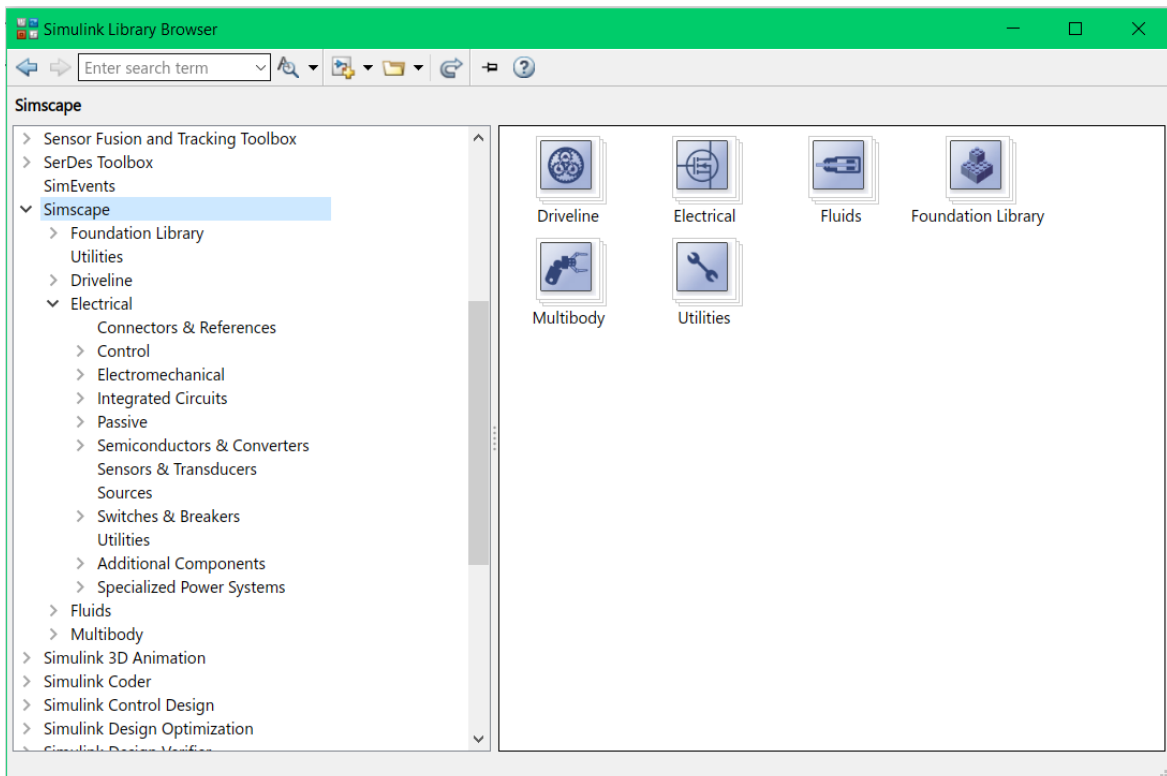 Simulink Library Browser
Enter search term
Simscape
Sensor Fusion and Tracking Toolbox
SerDes Toolbox
SimEvents
Simscape
Foundation Library
Utilities
Driveline
Electrical
Connectors & References
Control
Electromechanical
Integrated Circuits
Passive
Semiconductors & Converters
Sensors & Transducers
Sources
Switches & Breakers
Utilities
Additional Components
Specialized Power Systems
Fluids
Multibody
Simulink 3D Animation
Simulink Coder
Simulink Control Design
Simulink Design Optimization
Simulink Design Verifier
Driveline Electrical Fluids Foundation Library
Multibody Utilities